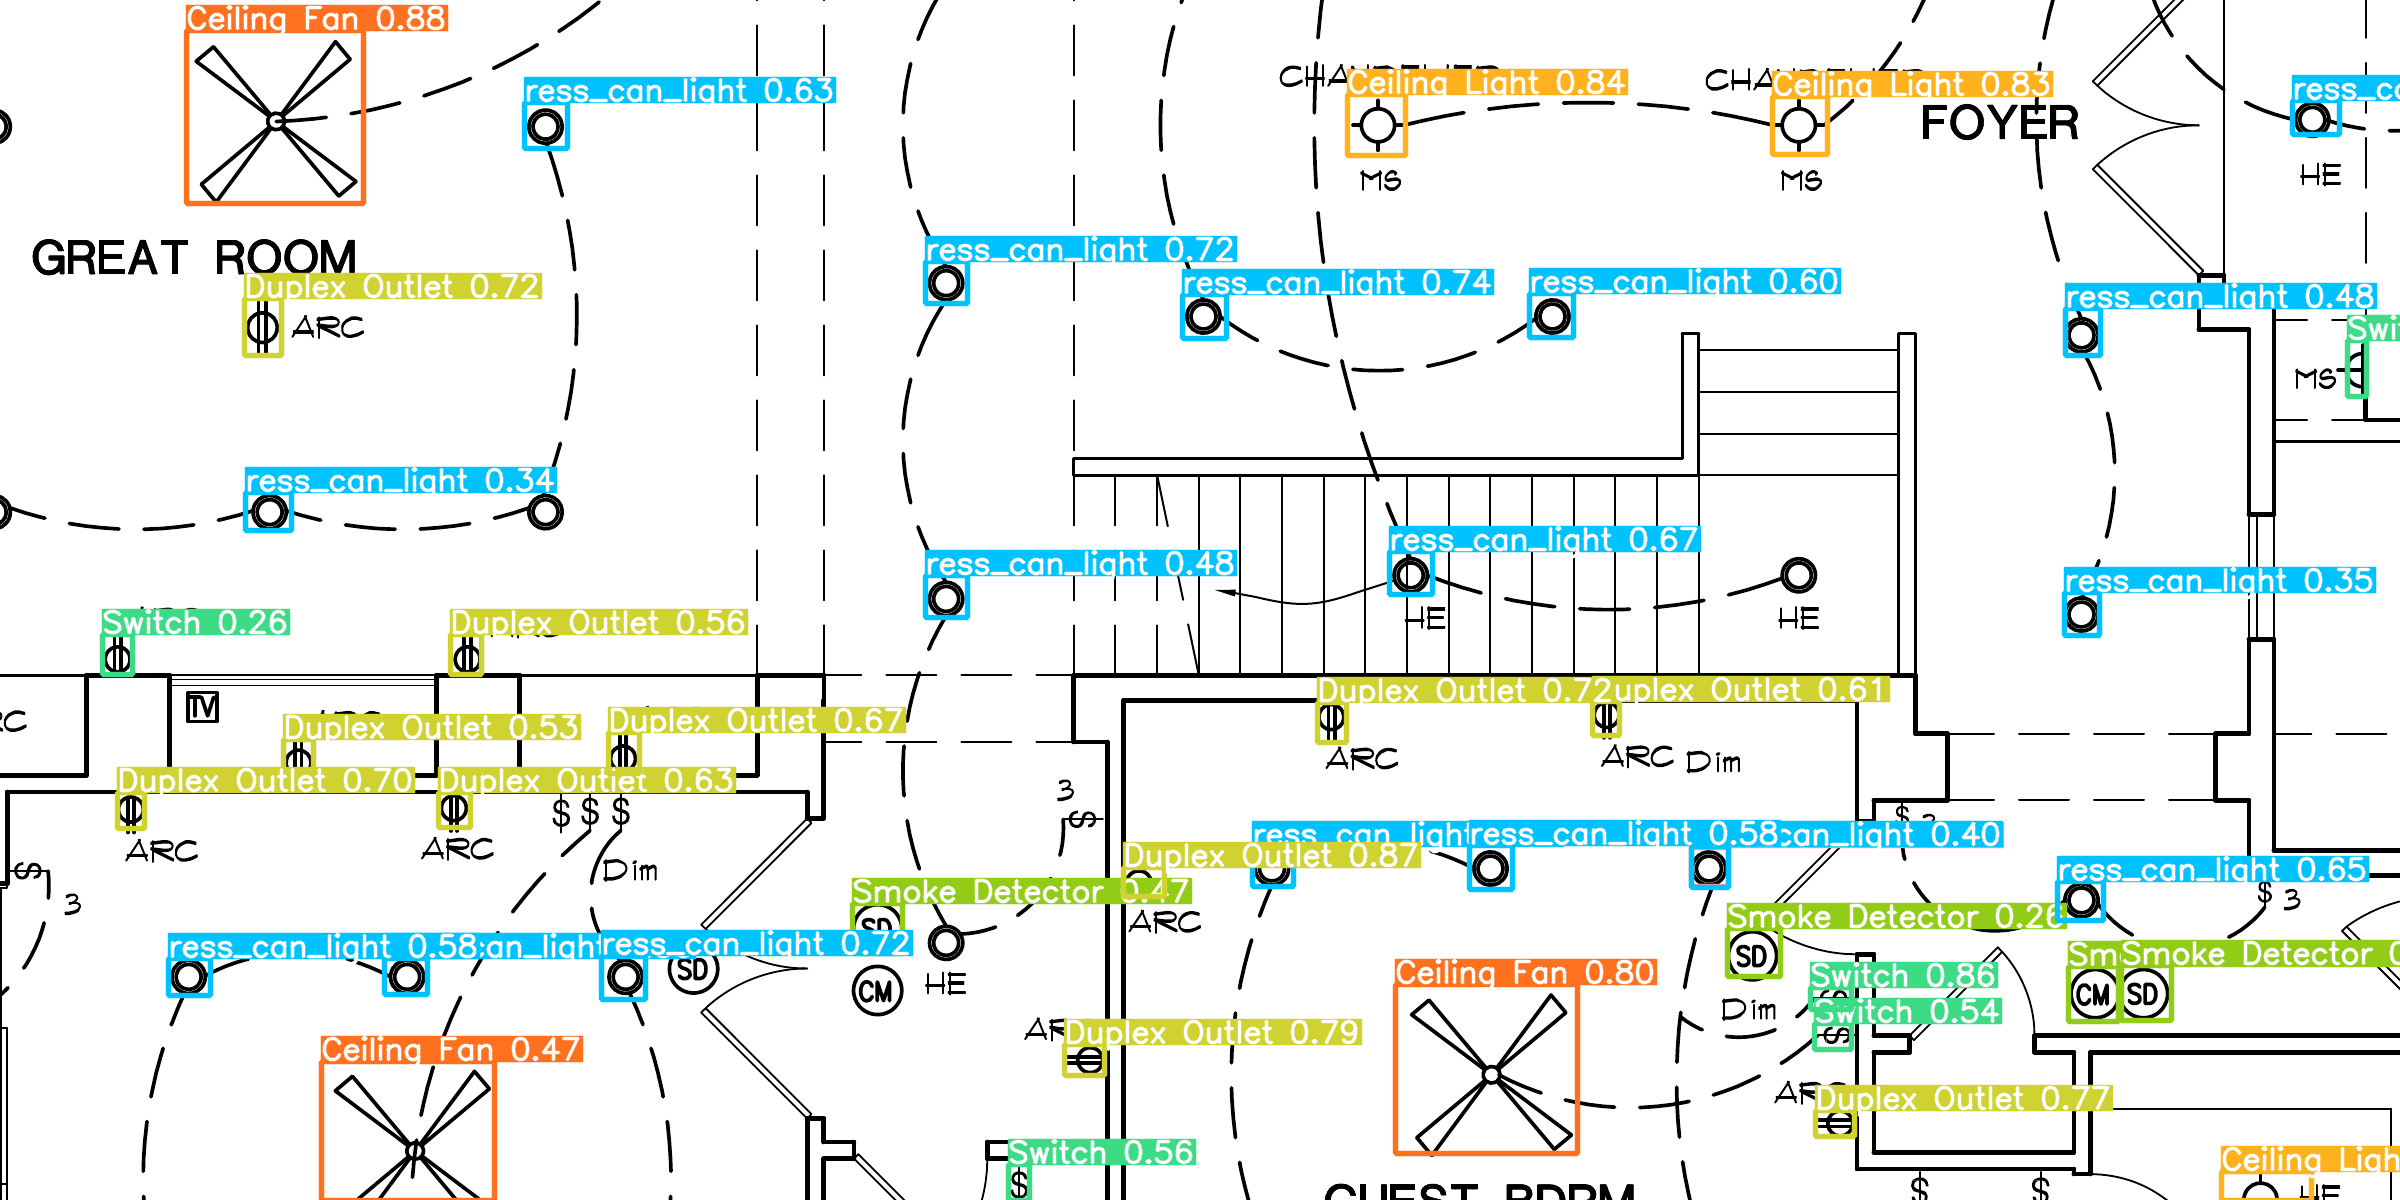 Ceiling Fan 0.88
ress_can_light 0.63
Ceiling Light 0.84
Ceiling Light 0.83
FOYER
MS
MS
HE
GREAT ROOM
ress_can_light 0.72
Duplex Outlet 0.72
ress_can_light 0.74
ress_can_light 0.60
ress_can_light 0.48
ARC
MS
ress_can_light 0.34
ress_can_light 0.67
ress_can_light 0.48
ress_can_light 0.35
HE
HE
Switch 0.26
Duplex Outlet 0.56
TV
Duplex Outlet 0.72
uplex Outlet 0.61
Duplex Outlet 0.53
Duplex Outlet 0.67
ARC
ARC
Dim
Duplex Outlet 0.70
Duplex Outlet 0.63
3
$
$ $ $
ARC
ARC
Dim
ress_can_light
ress_can_light 0.58
can_light 0.40
Duplex Outlet 0.87
ress_can_light 0.65
$
3
Smoke Detector 0.47
ARC
$ 3
Smoke Detector 0.26
ress_can_light 0.58
ress_can_light 0.72
SD
SD
SD
CM
HE
Smoke Detector
CM
SD
Ceiling Fan 0.80
Switch 0.86
Dim
Switch 0.54
$
Duplex Outlet 0.79
Ceiling Fan 0.47
Duplex Outlet 0.77
Switch 0.56
$
GUEST BDRM
$
$
HE